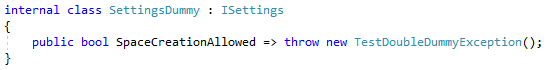 internal class SettingsDummy : ISettings
{
    public bool SpaceCreationAllowed => throw new TestDoubleDummyException();
}